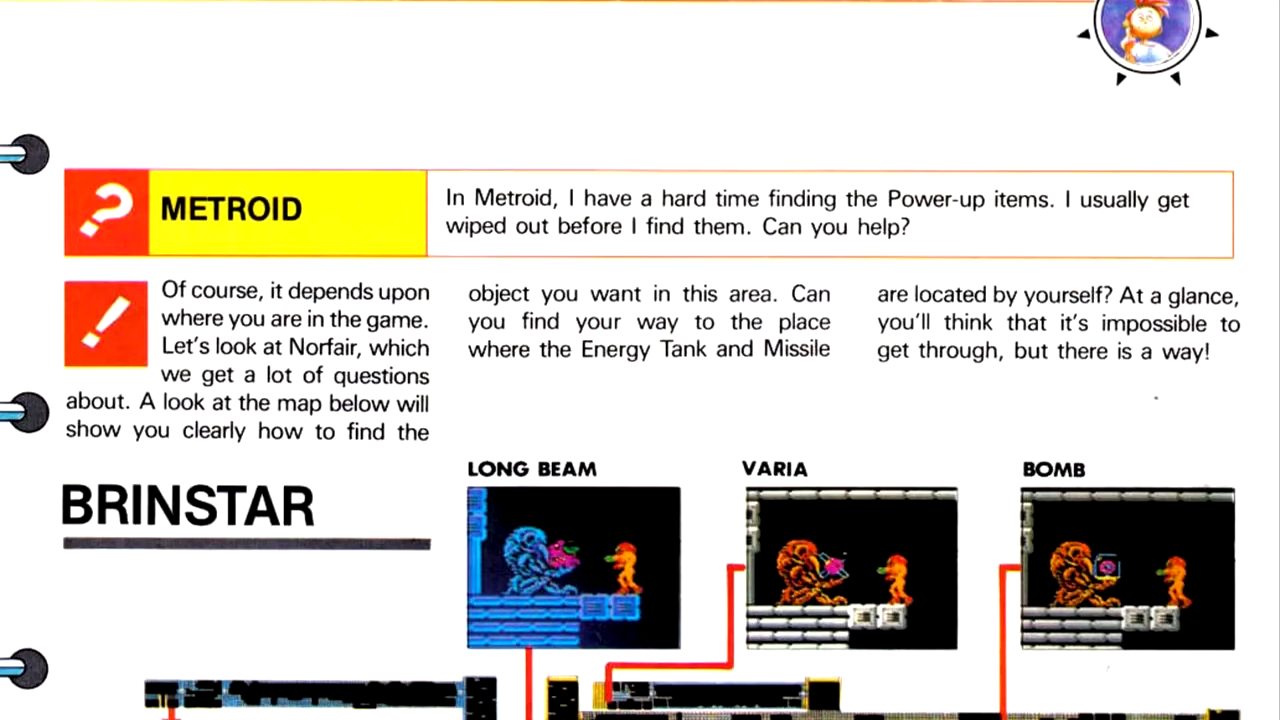 METROID
In Metroid, I have a hard time finding the Power-up items. I usually get
wiped out before I find them. Can you help?
Of course, it depends upon
where you are in the game.
Let's look at Norfair, which
we get a lot of questions
about. A look at the map below will
show you clearly how to find the
object you want in this area. Can
you find your way to the place
where the Energy Tank and Missile
are located by yourself? At a glance,
you'll think that it's impossible to
get through, but there is a way!
BRINSTAR
LONG BEAM
VARIA
BOMB